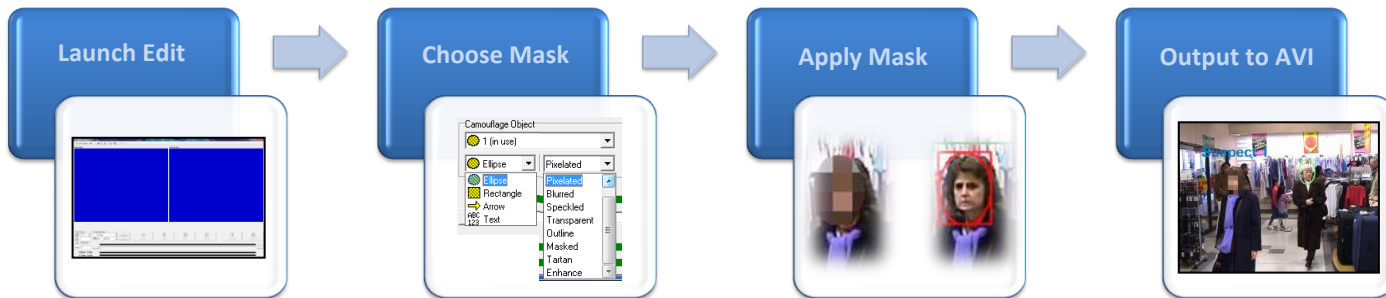 Launch Edit
Choose Mask
Apply Mask
Output to AVI
Camouflage Object
1 (in use)
Ellipse
Pixelated
Ellipse
Rectangle
Arrow
ABC
123
Text
Pixelated
Blurred
Speckled
Transparent
Outline
Masked
Tartan
Enhance
Suspect